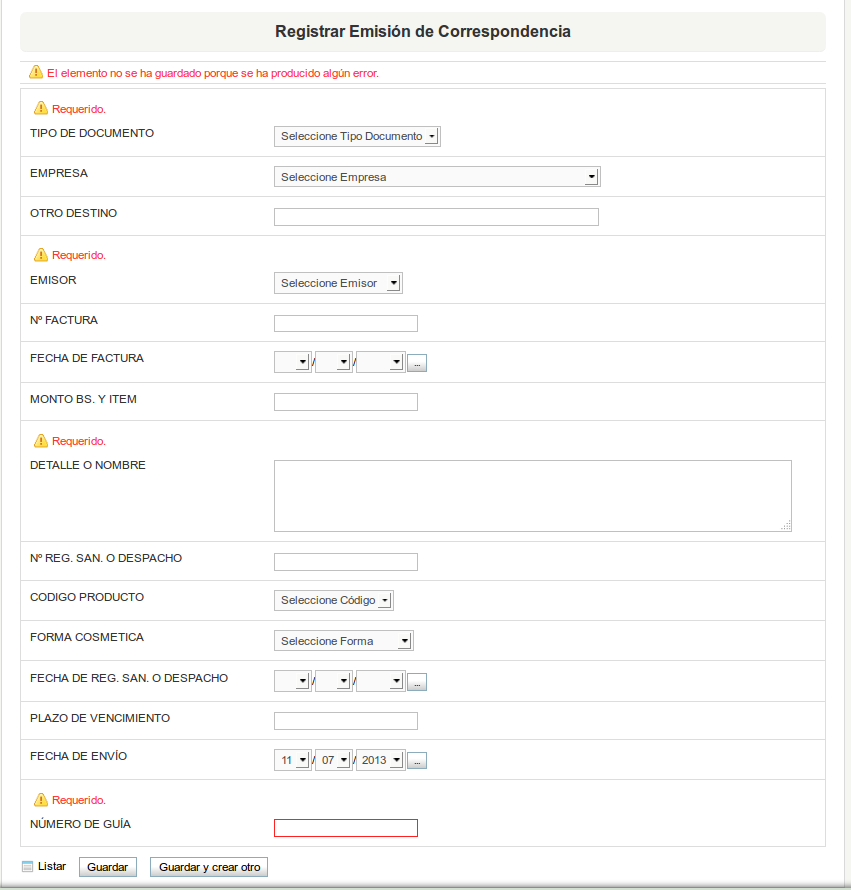 Registrar Emisión de Correspondencia
El elemento no se ha guardado porque se ha producido algún error.
Requerido.
TIPO DE DOCUMENTO
Seleccione Tipo Documento
EMPRESA
Seleccione Empresa
OTRO DESTINO
Requerido.
EMISOR
Seleccione Emisor
Nº FACTURA
FECHA DE FACTURA
/ / ...
MONTO BS. Y ITEM
Requerido.
DETALLE O NOMBRE
Nº REG. SAN. O DESPACHO
CODIGO PRODUCTO
Seleccione Código
FORMA COSMETICA
Seleccione Forma
FECHA DE REG. SAN. O DESPACHO
/ / ...
PLAZO DE VENCIMIENTO
FECHA DE ENVÍO
11 / 07 / 2013 ...
Requerido.
NÚMERO DE GUÍA
Listar Guardar Guardar y crear otro